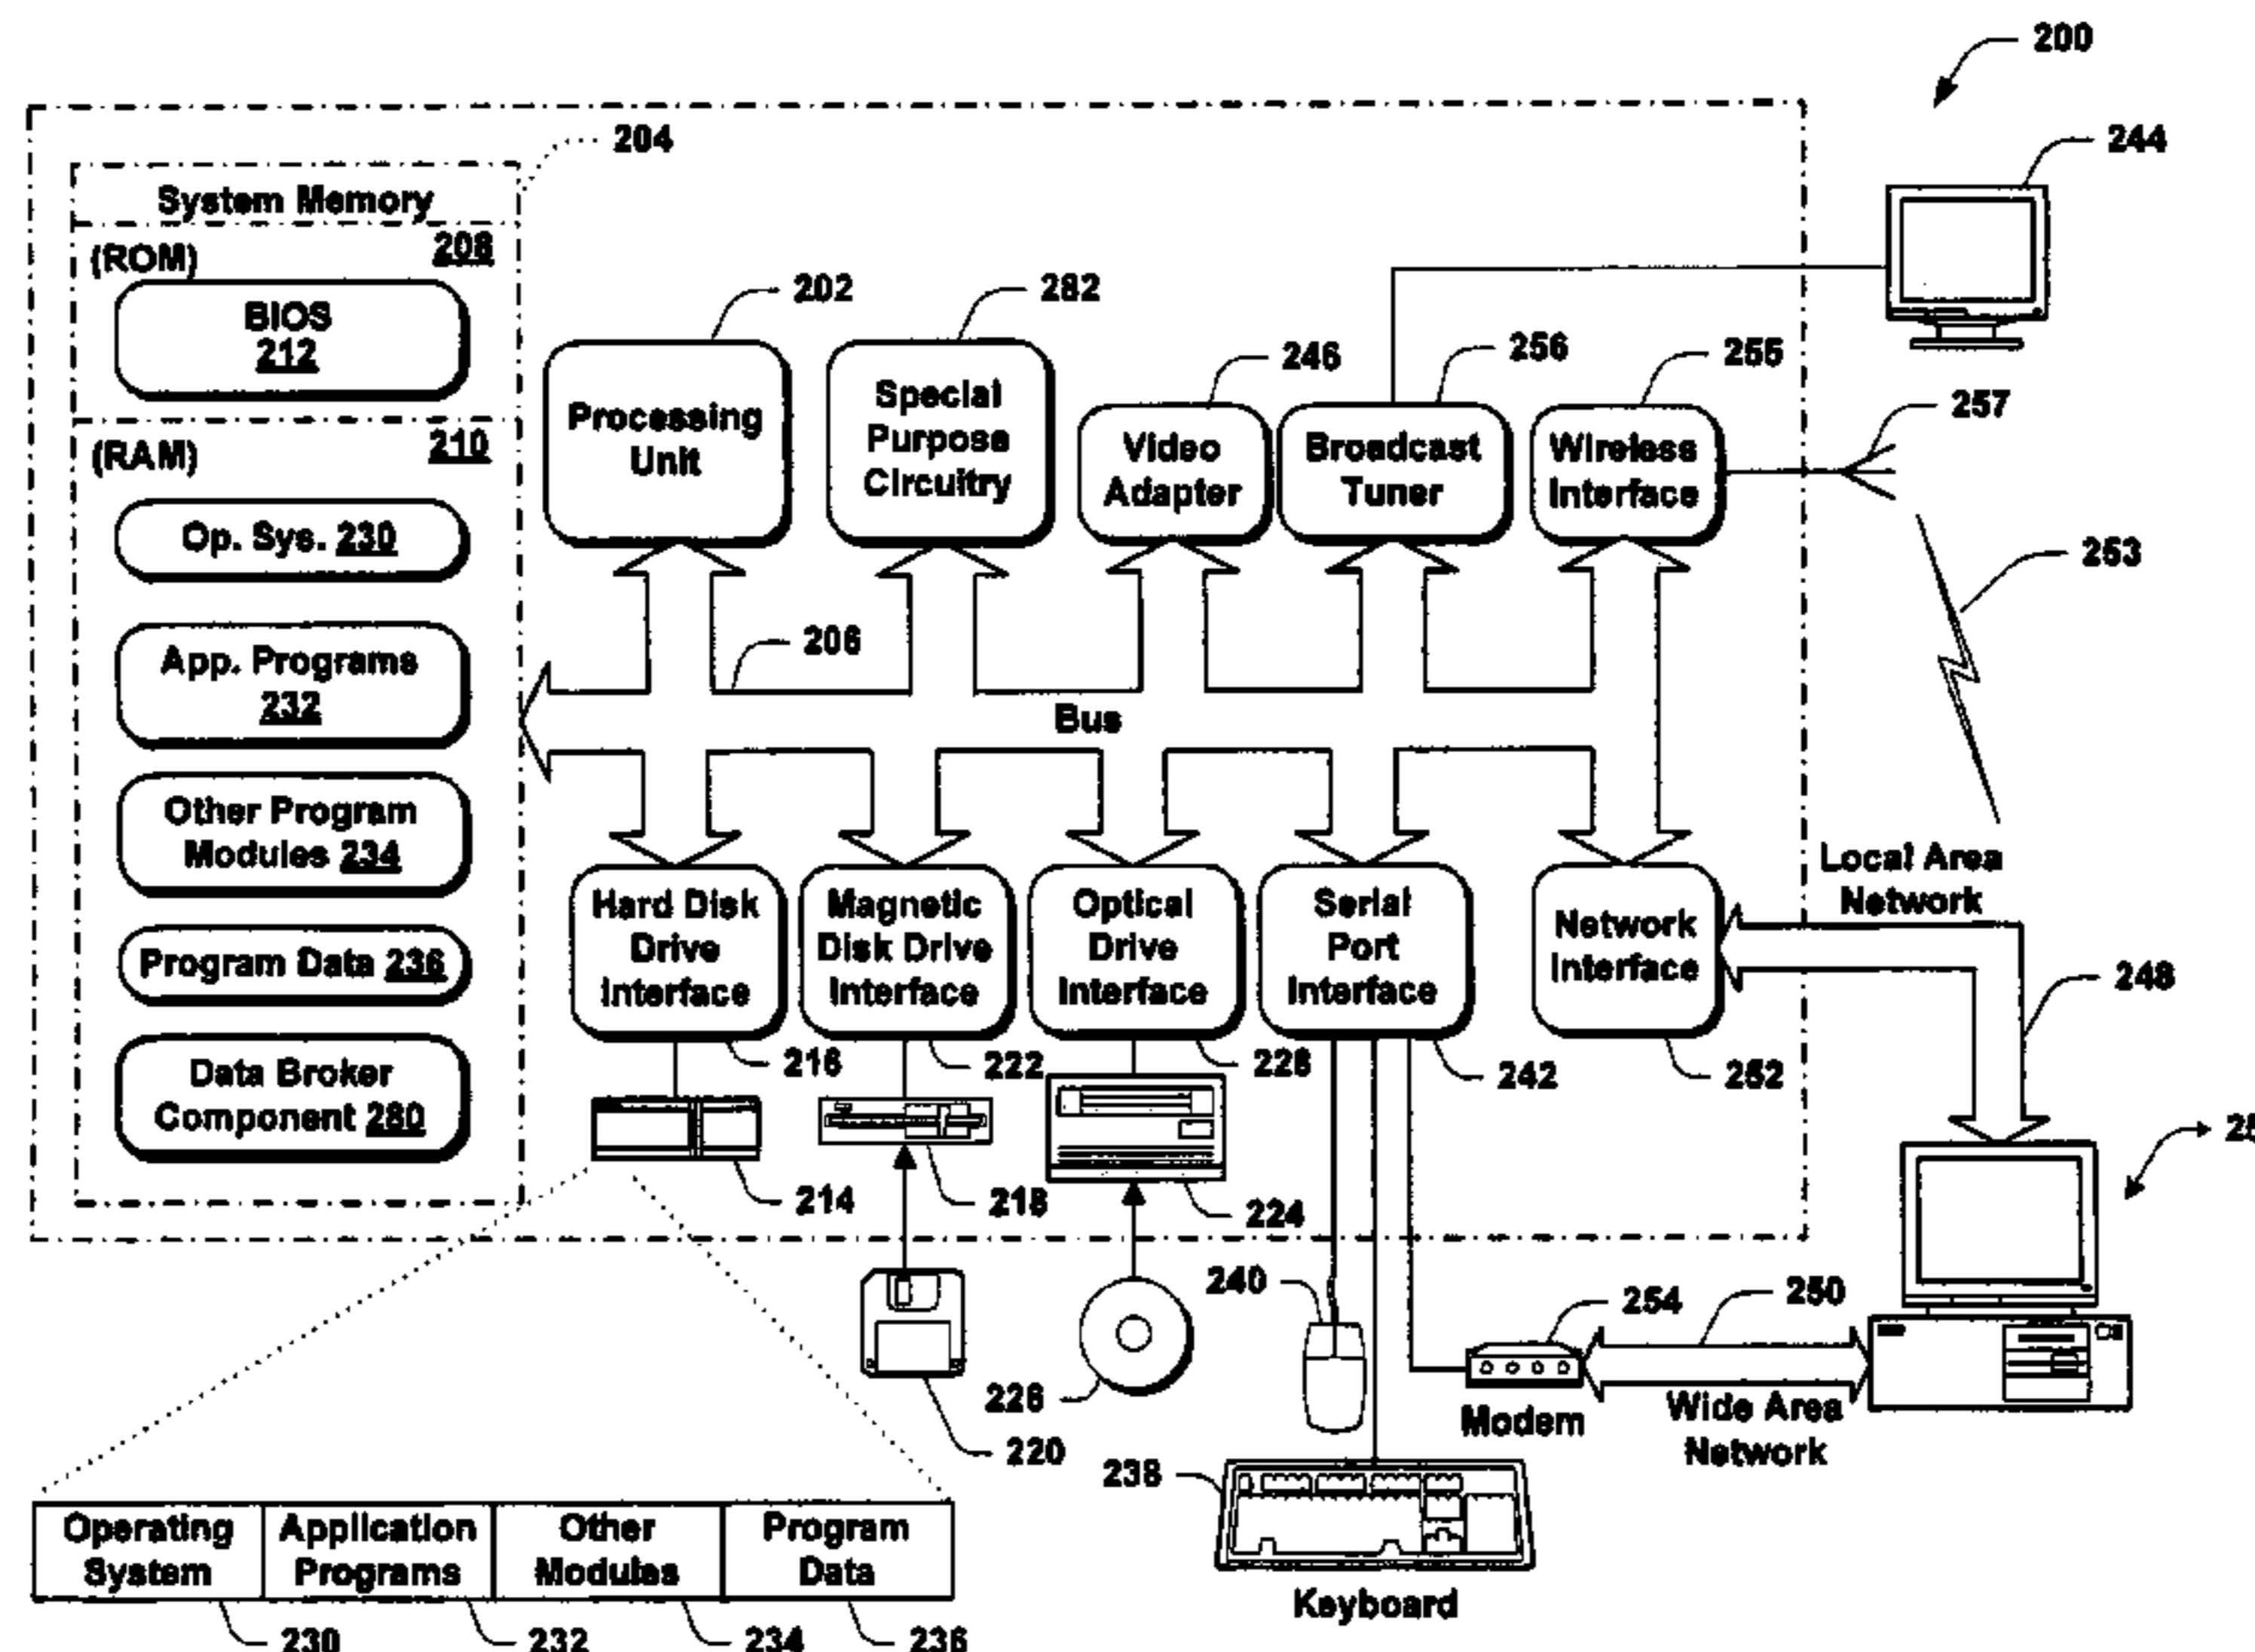 200
204
244
System Memory
(ROM) 208
BIOS
212
(RAM) 210
Op. Sys. 230
App. Programs
232
Other Program
Modules 234
Program Data 236
Data Broker
Component 280
202
Processing
Unit
282
Special
Purpose
Circuitry
246
Video
Adapter
256
Broadcast
Tuner
255
Wireless
Interface
257
253
206
Bus
Hard Disk
Drive
Interface
216
Magnetic
Disk Drive
Interface
222
Optical
Drive
Interface
228
Serial
Port
Interface
242
Network
Interface
252
Local Area
Network
248
214
218
224
220
226
240
254
250
Modem
Wide Area
Network
238
Keyboard
Operating
System
Application
Programs
Other
Modules
Program
Data
230
232
234
236